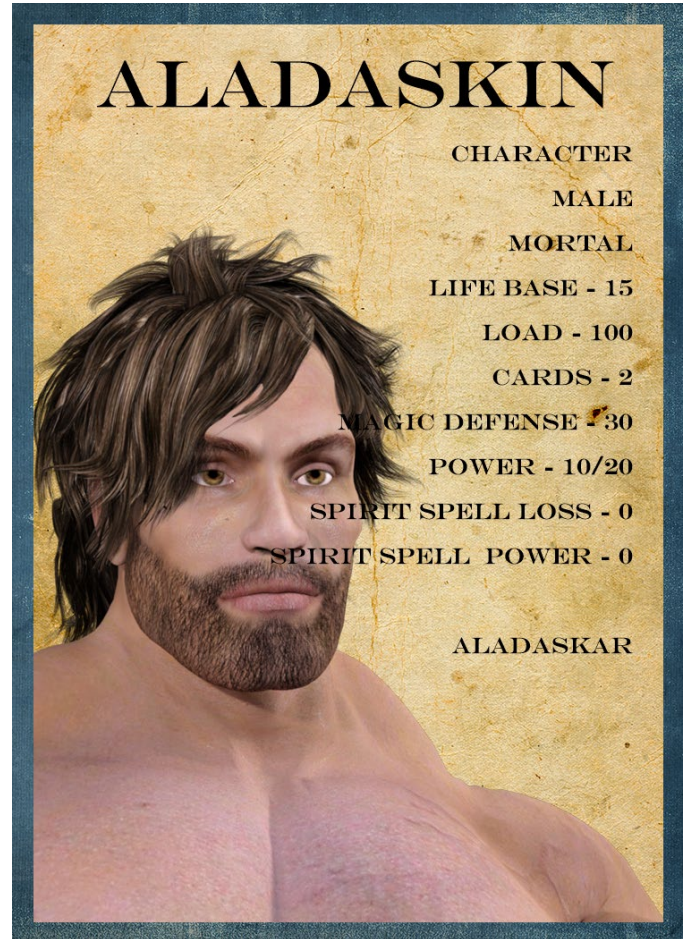 ALADASKIN
CHARACTER
MALE
MORTAL
LIFE BASE - 15
LOAD - 100
CARDS - 2
MAGIC DEFENSE - 30
POWER - 10/20
SPIRIT SPELL LOSS - 0
SPIRIT SPELL POWER - 0
ALADASKAR